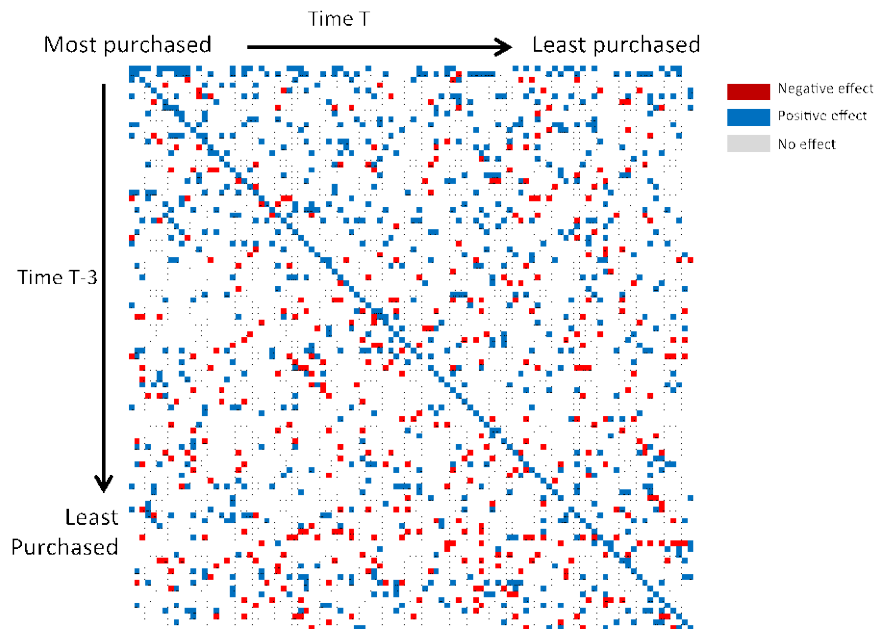 Time T
Most purchased
Least purchased
Negative effect
Positive effect
No effect
Time T-3
Least
Purchased